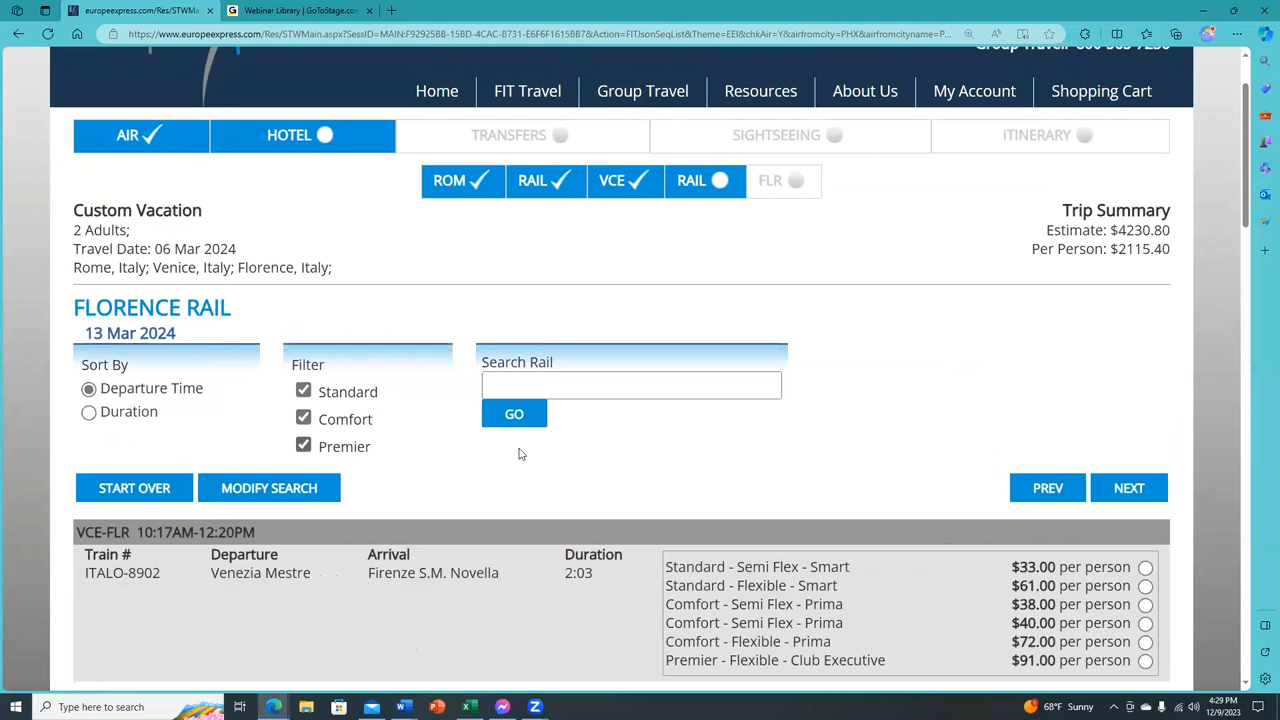 europeexpress.com/Res/STWMa
Webinar Library | GoToStage.com
https://www.europeexpress.com/Res/STWMain.aspx?SessID=MAIN:F92925BB-15BD-4CAC-B731-E6F6F1615BB7&Action=FITJsonSeqList&Theme=EEI&chkAir=Y&airfromcity=PHX&airfromcityname=P...
Home FIT Travel Group Travel Resources About Us My Account Shopping Cart
AIR HOTEL TRANSFERS SIGHTSEEING ITINERARY
ROM RAIL VCE RAIL FLR
Custom Vacation Trip Summary
2 Adults; Estimate: $4230.80
Travel Date: 06 Mar 2024 Per Person: $2115.40
Rome, Italy; Venice, Italy; Florence, Italy;
FLORENCE RAIL
13 Mar 2024
Sort By Filter Search Rail
Departure Time Standard
Duration Comfort GO
Premier
START OVER MODIFY SEARCH PREV NEXT
VCE-FLR 10:17AM-12:20PM
Train # Departure Arrival Duration
ITALO-8902 Venezia Mestre Firenze S.M. Novella 2:03
Standard - Semi Flex - Smart $33.00 per person
Standard - Flexible - Smart $61.00 per person
Comfort - Semi Flex - Prima $38.00 per person
Comfort - Semi Flex - Prima $40.00 per person
Comfort - Flexible - Prima $72.00 per person
Premier - Flexible - Club Executive $91.00 per person
Type here to search 68°F Sunny 4:29 PM
12/9/2023